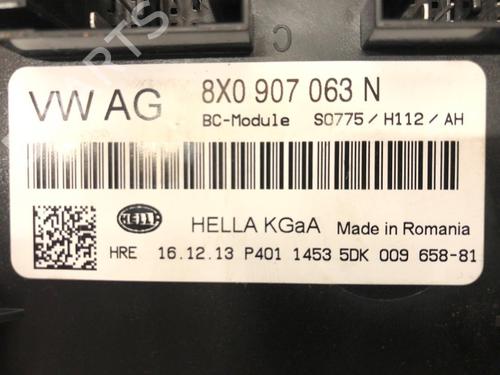 C
VW AG 8X0 907 063 N
BC-Module S0775/H112/AH
HELLA HELLA KGaA Made in Romania
HRE 16.12.13 P401 1453 5DK 009 658-81
PARTS